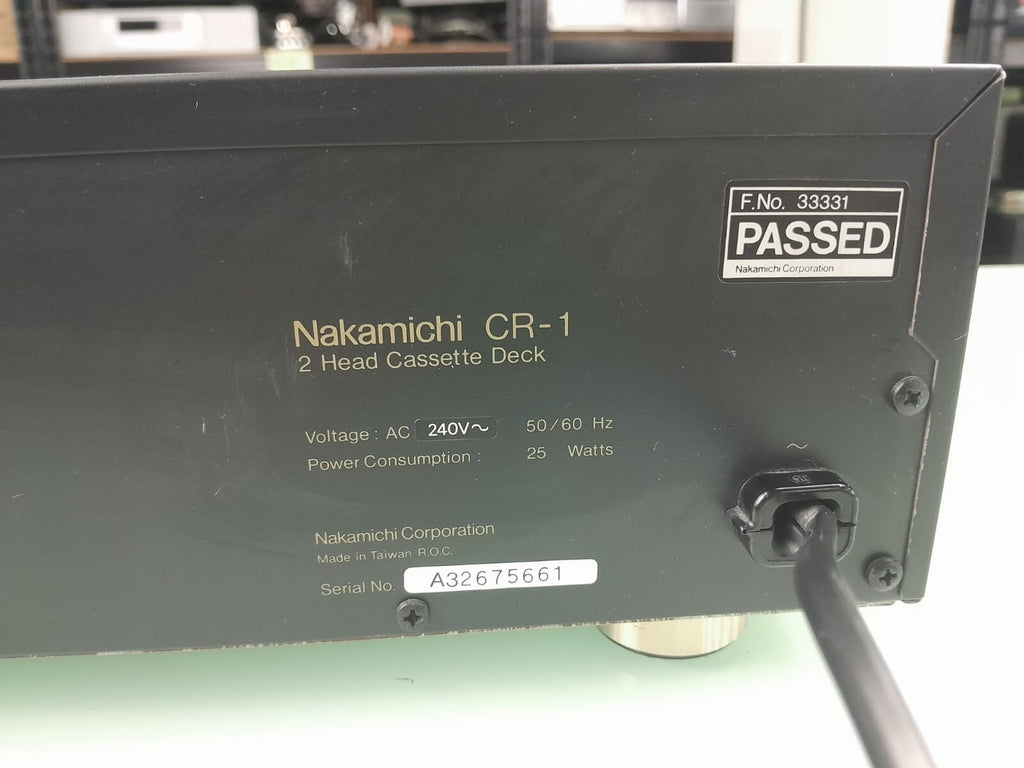 F.No. 33331
PASSED
Nakamichi Corporation
Nakamichi CR-1
2 Head Cassette Deck
Voltage : AC 240V~ 50/60 Hz
Power Consumption : 25 Watts
~
Nakamichi Corporation
Made in Taiwan R.O.C.
Serial No. A32675661